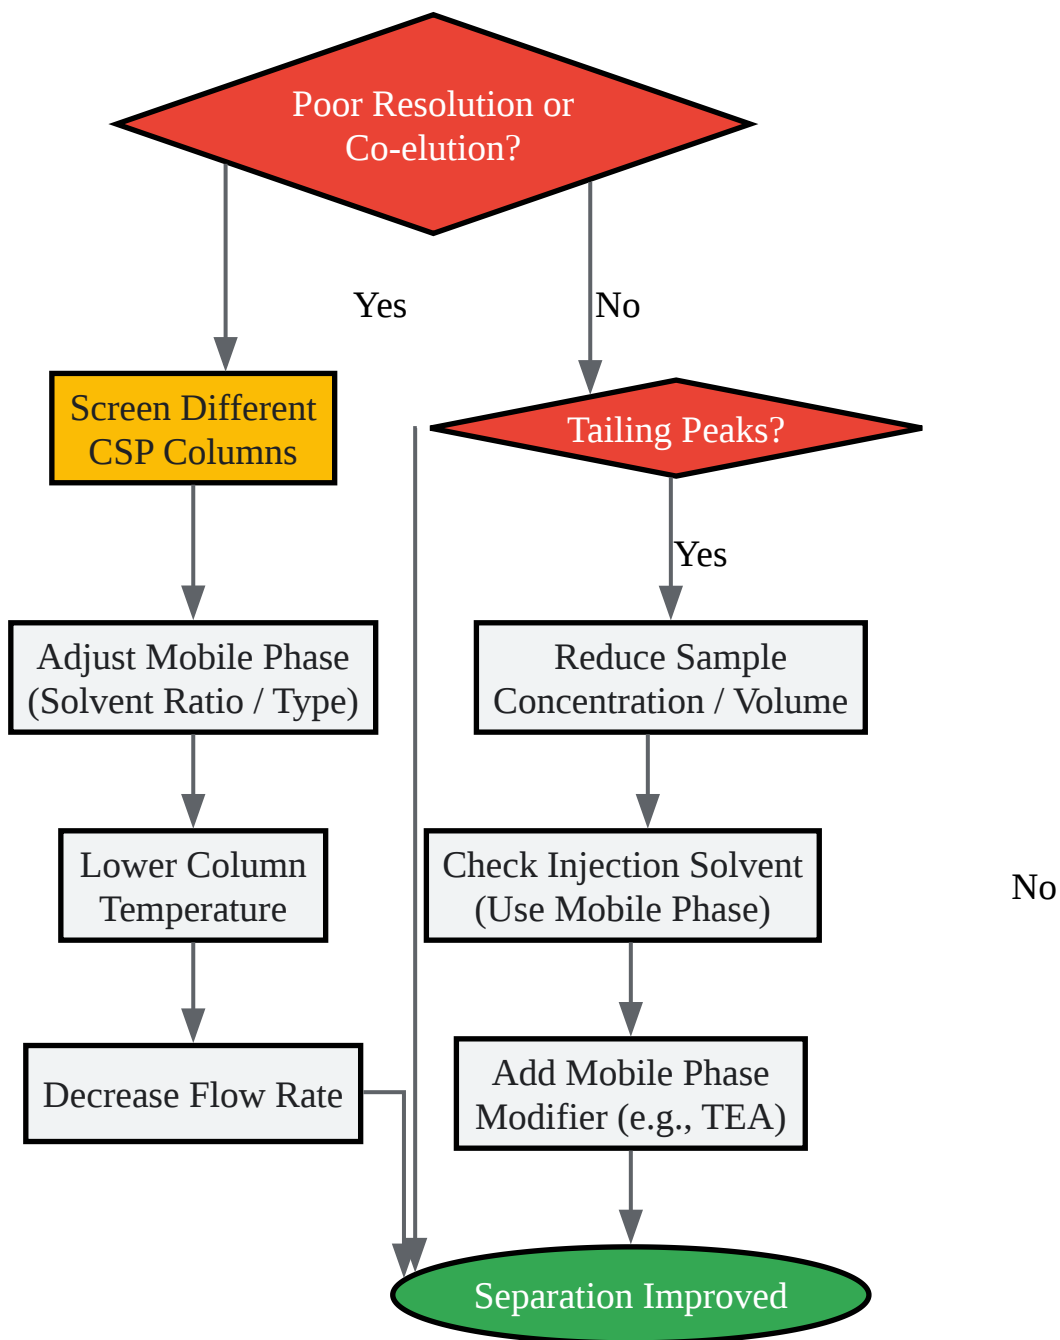 Poor Resolution or
Co-elution?
Yes
No
Screen Different
CSP Columns
Tailing Peaks?
Yes
Adjust Mobile Phase
(Solvent Ratio / Type)
Reduce Sample
Concentration / Volume
Lower Column
Temperature
Check Injection Solvent
(Use Mobile Phase)
No
Decrease Flow Rate
Add Mobile Phase
Modifier (e.g., TEA)
Separation Improved